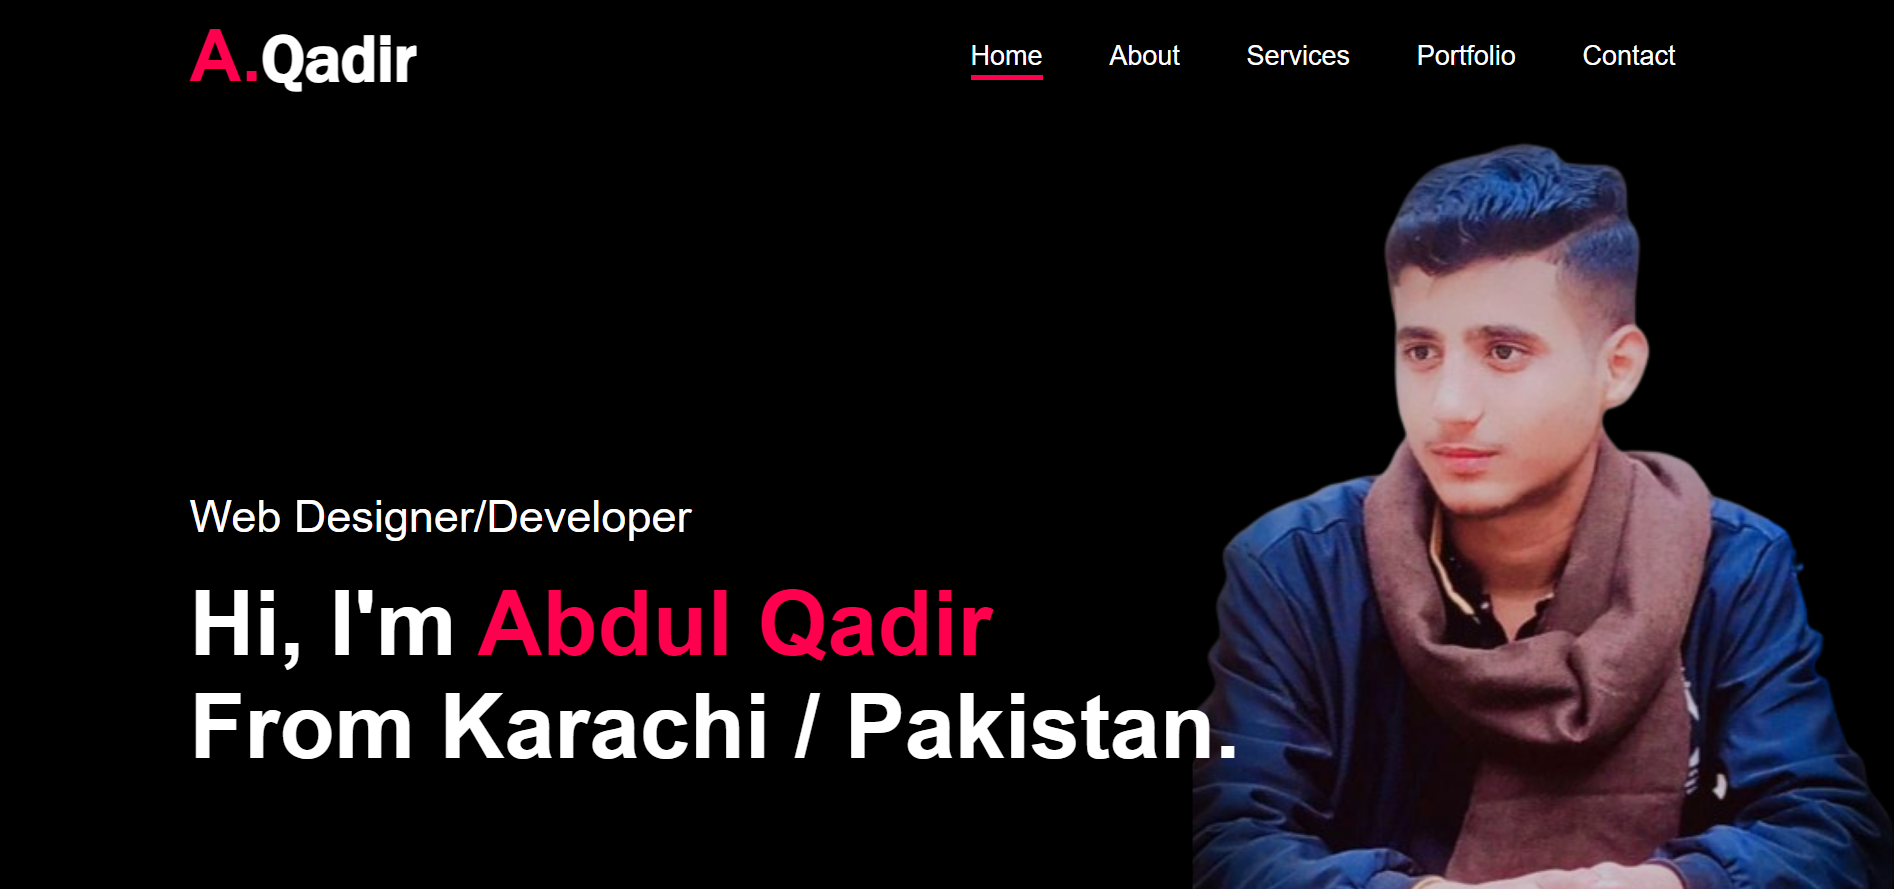 A.Qadir
Home About Services Portfolio Contact
Web Designer/Developer
Hi, I'm Abdul Qadir
From Karachi / Pakistan.